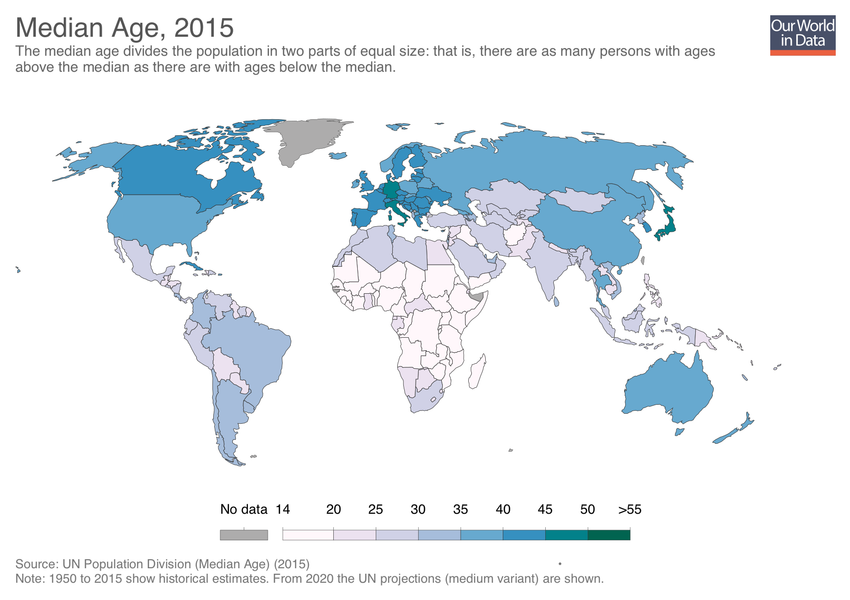 Median Age, 2015
Our World
in Data
The median age divides the population in two parts of equal size: that is, there are as many persons with ages
above the median as there are with ages below the median.
No data 14 20 25 30 35 40 45 50 >55
Source: UN Population Division (Median Age) (2015)
Note: 1950 to 2015 show historical estimates. From 2020 the UN projections (medium variant) are shown.